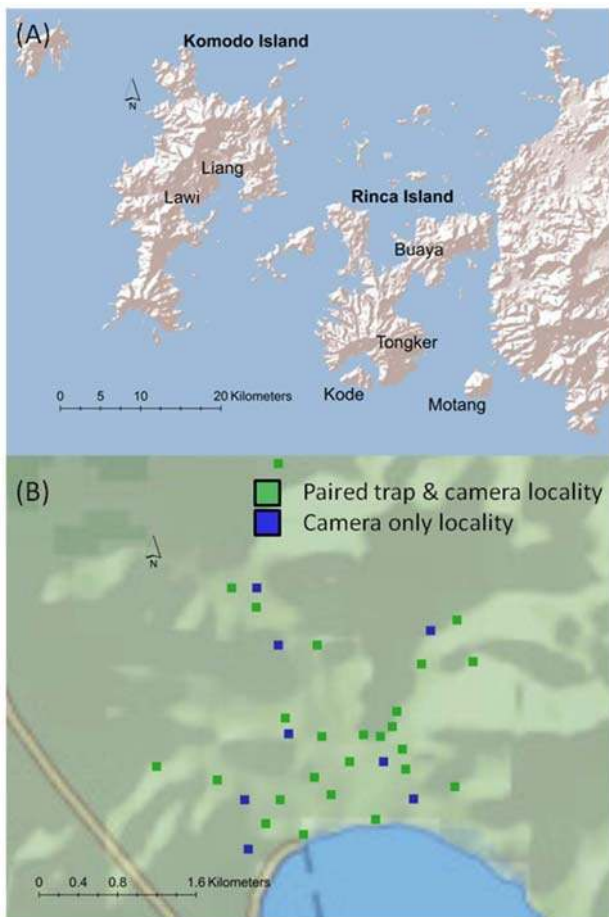 (A)
Komodo Island
N
Liang
Lawi
Rinca Island
Buaya
Tongker
Kode
Motang
0 5 10 20 Kilometers
(B)
Paired trap & camera locality
Camera only locality
N
0 0.4 0.8 1.6 Kilometers